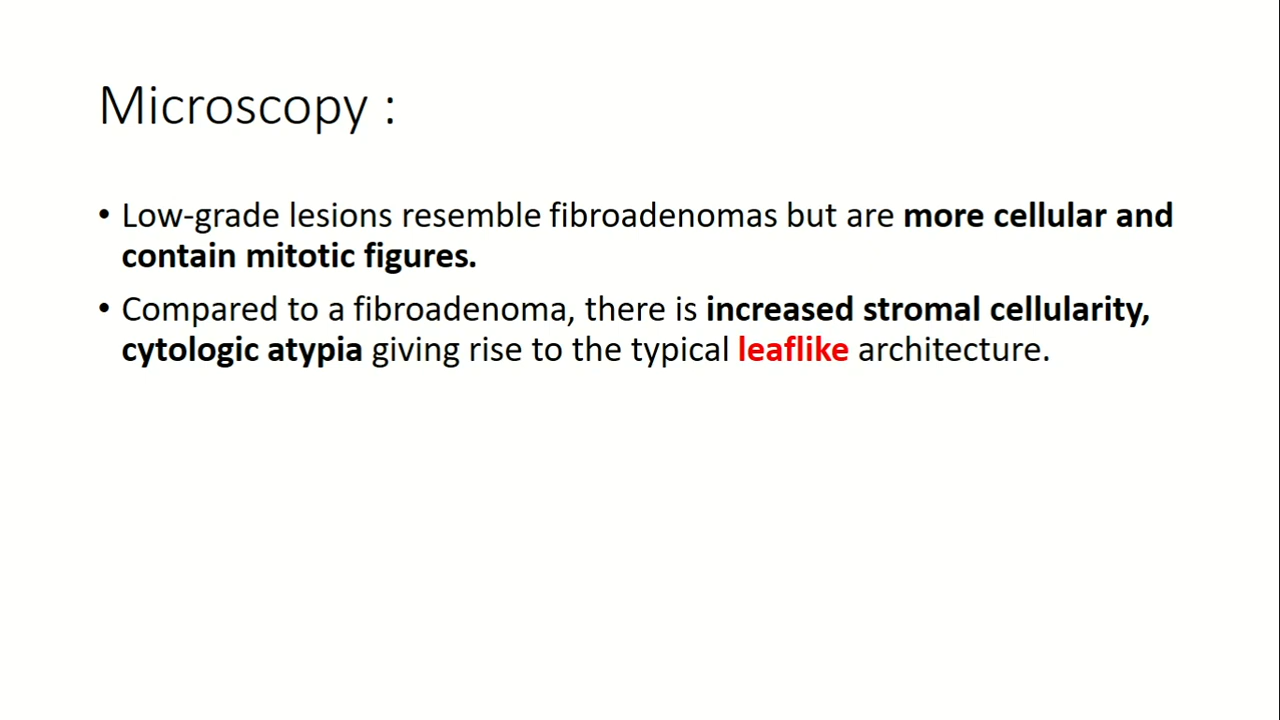 Microscopy :
• Low-grade lesions resemble fibroadenomas but are more cellular and
contain mitotic figures.
• Compared to a fibroadenoma, there is increased stromal cellularity,
cytologic atypia giving rise to the typical leaflike architecture.